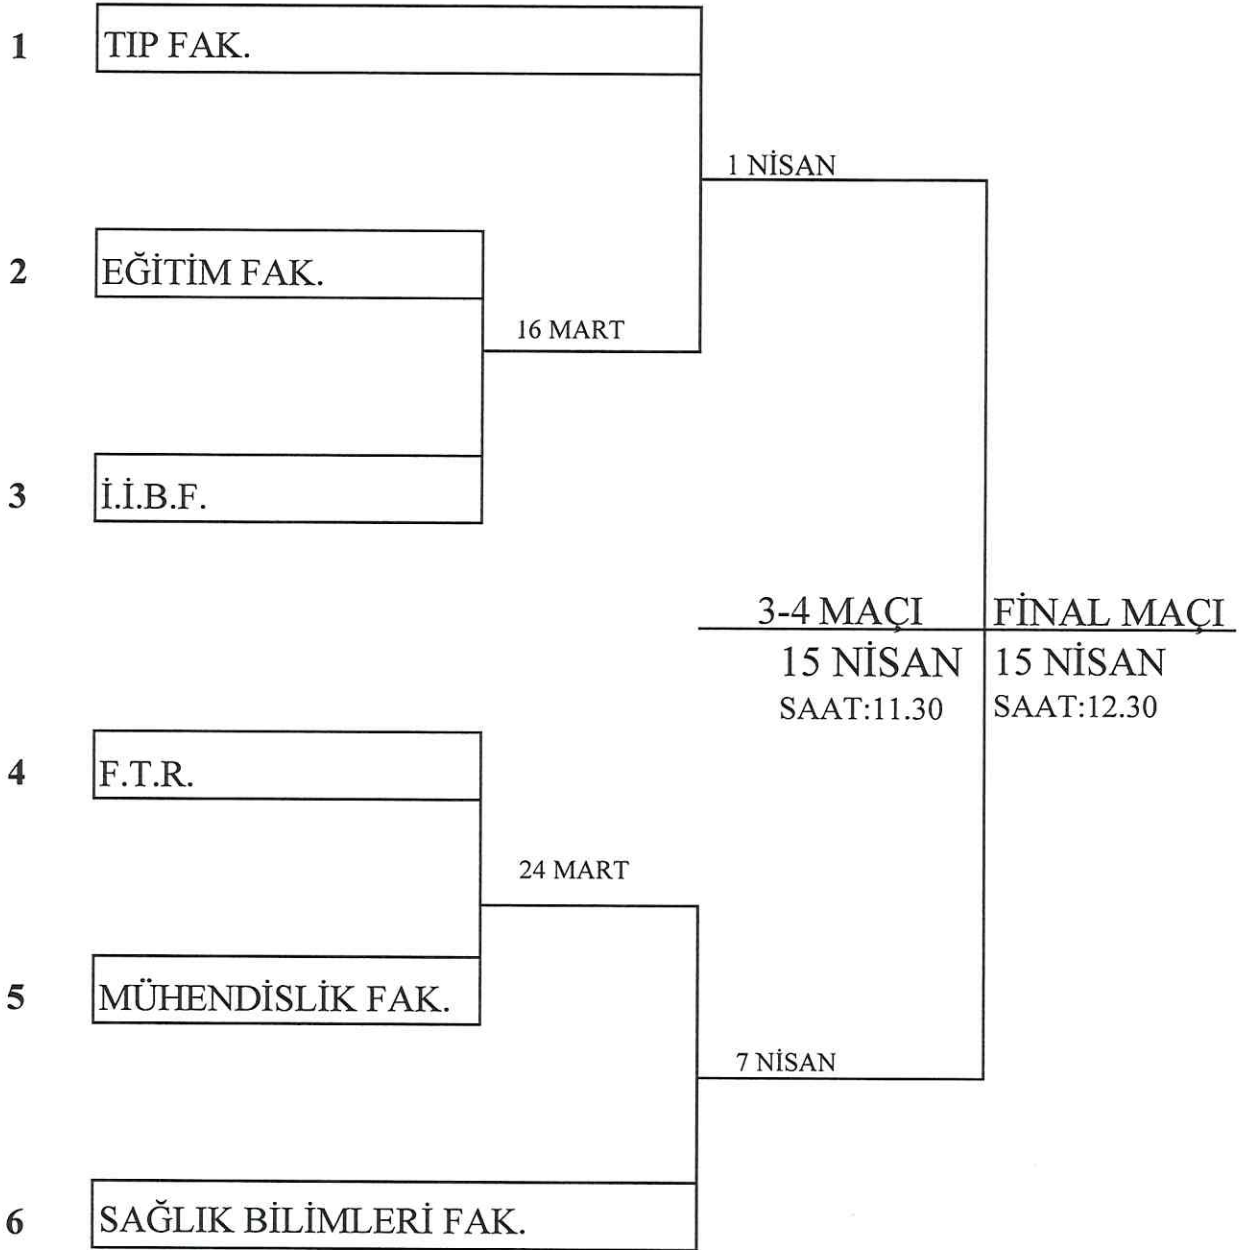 1 TIP FAK.
1 NİSAN
2 EĞİTİM FAK.
16 MART
3 İ.İ.B.F.
3-4 MAÇI FİNAL MAÇI
15 NİSAN 15 NİSAN
SAAT:11.30 SAAT:12.30
4 F.T.R.
24 MART
5 MÜHENDİSLİK FAK.
7 NİSAN
6 SAĞLIK BİLİMLERİ FAK.